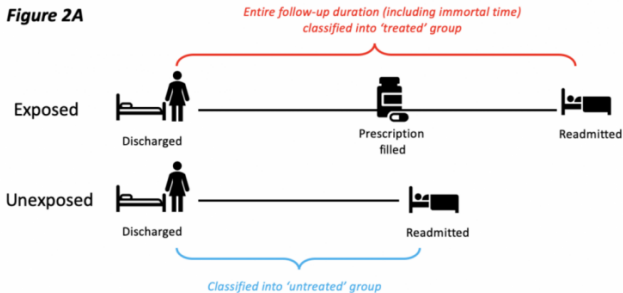 Figure 2A
Entire follow-up duration (including immortal time)
classified into ‘treated’ group
Exposed
Discharged
Prescription
filled
Readmitted
Unexposed
Discharged
Readmitted
Classified into ‘untreated’ group